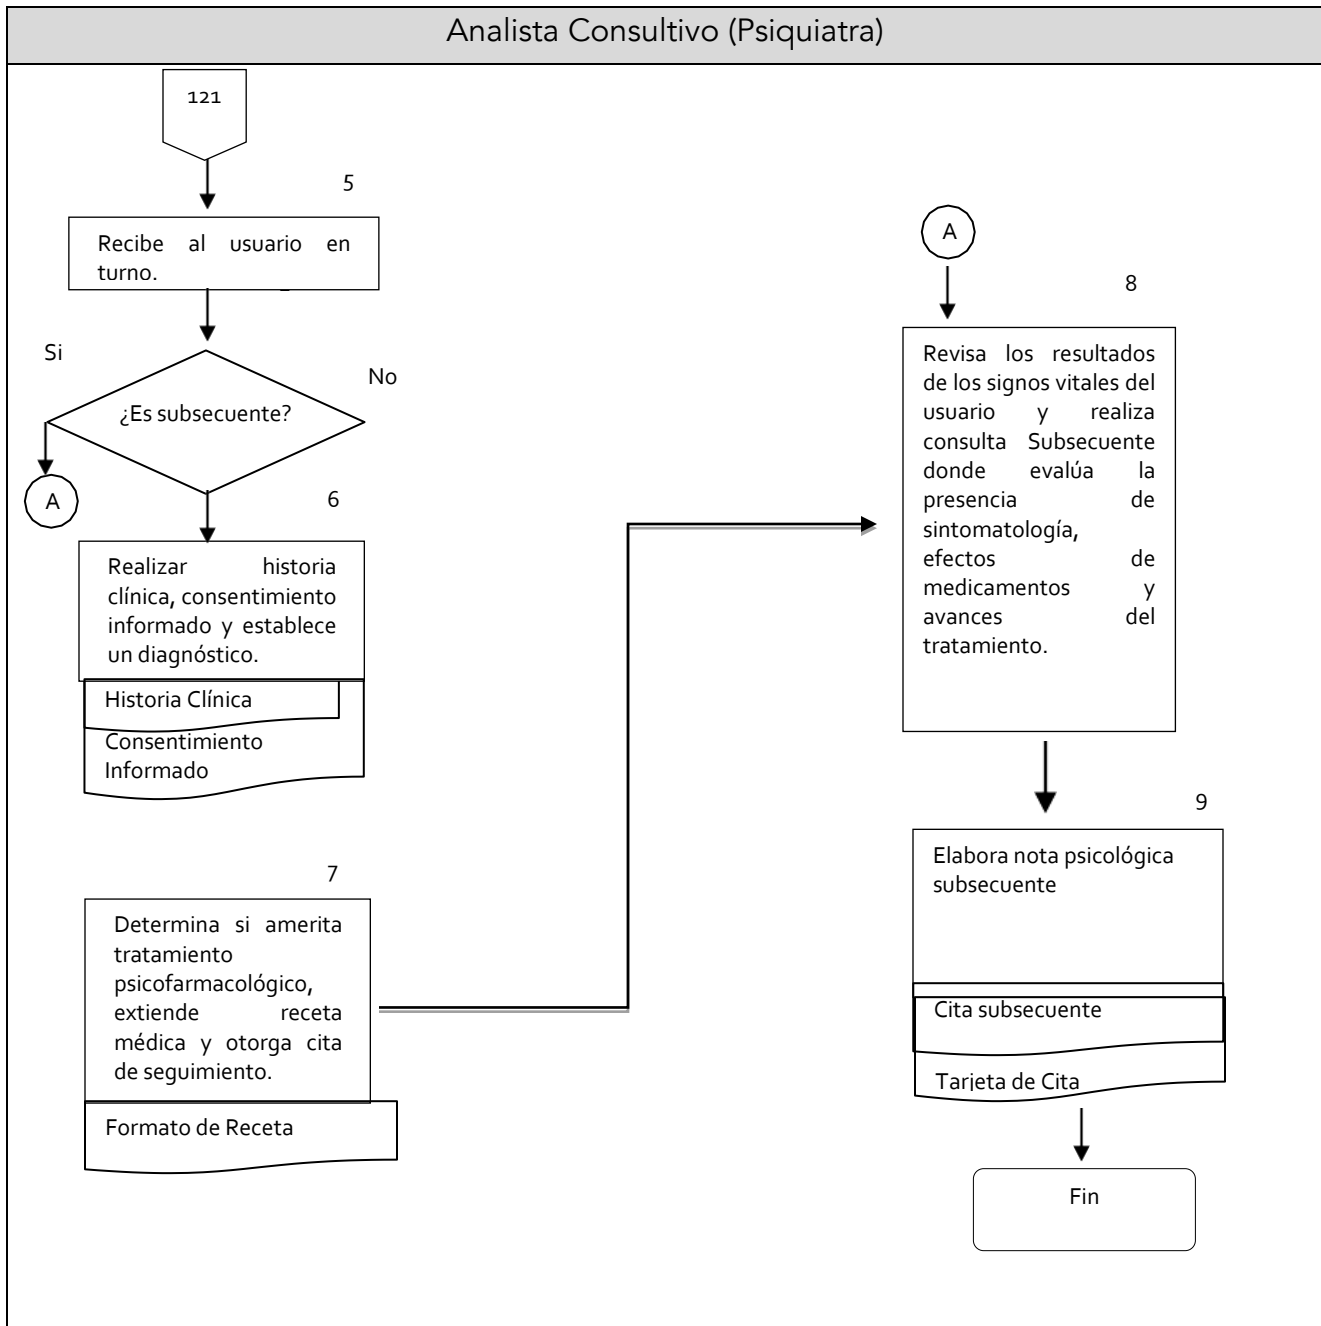 Analista Consultivo (Psiquiatra)
121
5
Recibe al usuario en
turno.
Si
No
¿Es subsecuente?
A
6
Realizar historia
clínica, consentimiento
informado y establece
un diagnóstico.
Historia Clínica
Consentimiento
Informado
7
Determina si amerita
tratamiento
psicofarmacológico,
extiende receta
médica y otorga cita
de seguimiento.
Formato de Receta
A
8
Revisa los resultados
de los signos vitales del
usuario y realiza
consulta Subsecuente
donde evalúa la
presencia de
sintomatología,
efectos de
medicamentos y
avances del
tratamiento.
9
Elabora nota psicológica
subsecuente
Cita subsecuente
Tarjeta de Cita
Fin